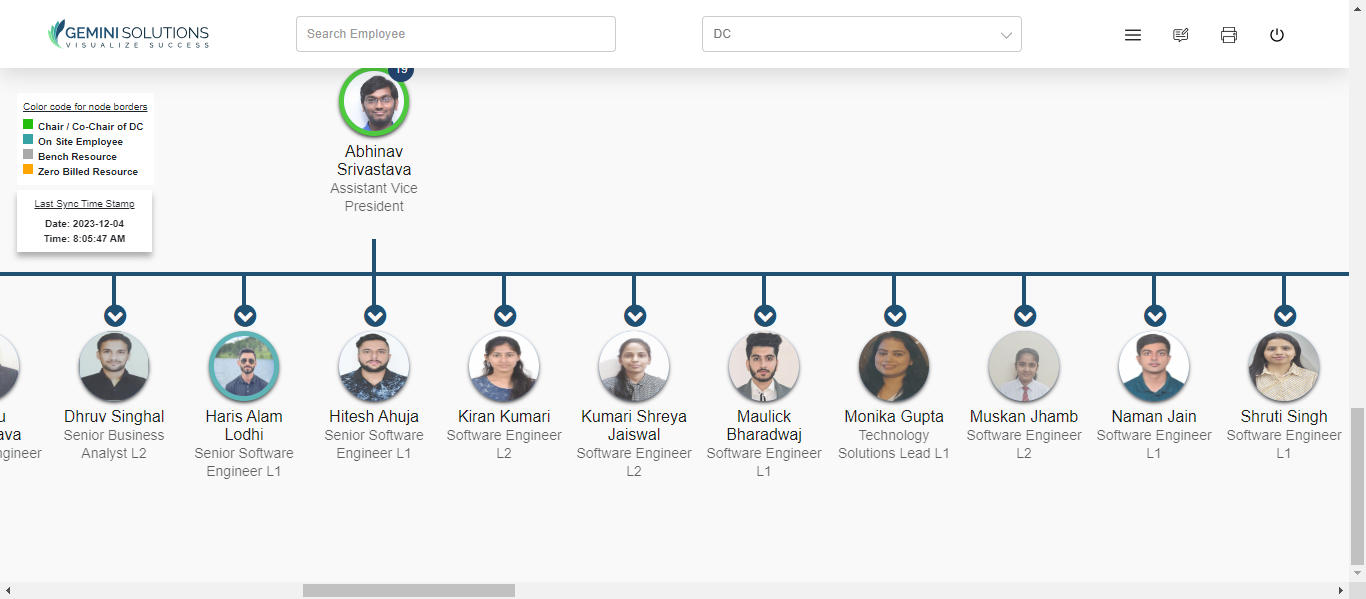 GEMINI SOLUTIONS
VISUALIZE SUCCESS
Search Employee
DC
19
Color code for node borders
Chair / Co-Chair of DC
On Site Employee
Bench Resource
Zero Billed Resource
Last Sync Time Stamp
Date: 2023-12-04
Time: 8:05:47 AM
Abhinav
Srivastava
Assistant Vice
President
Dhruv Singhal
Senior Business
Analyst L2
Haris Alam
Lodhi
Senior Software
Engineer L1
Hitesh Ahuja
Senior Software
Engineer L1
Kiran Kumari
Software Engineer
L2
Kumari Shreya
Jaiswal
Software Engineer
L2
Maulick
Bharadwaj
Software Engineer
L1
Monika Gupta
Technology
Solutions Lead L1
Muskan Jhamb
Software Engineer
L2
Naman Jain
Software Engineer
L1
Shruti Singh
Software Engineer
L1